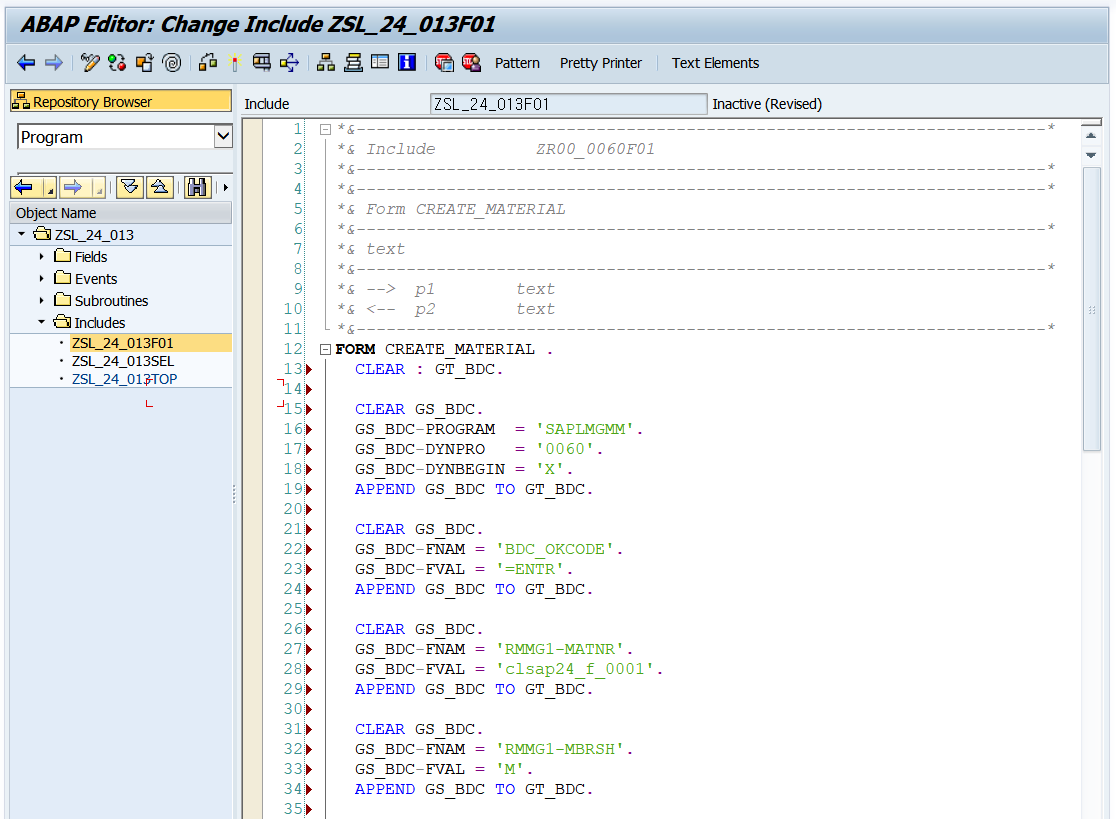 ABAP Editor: Change Include ZSL_24_013F01
Pattern Pretty Printer Text Elements
Repository Browser
Program
Object Name
ZSL_24_013
Fields
Events
Subroutines
Includes
ZSL_24_013F01
ZSL_24_013SEL
ZSL_24_013TOP
Include ZSL_24_013F01 Inactive (Revised)
1 *&---------------------------------------------------------------------*
2 *& Include          ZR00_0060F01
3 *&---------------------------------------------------------------------*
4 *&---------------------------------------------------------------------*
5 *& Form CREATE_MATERIAL
6 *&---------------------------------------------------------------------*
7 *& text
8 *&---------------------------------------------------------------------*
9 *& -->  p1        text
10 *& <--  p2        text
11 *&---------------------------------------------------------------------*
12 FORM CREATE_MATERIAL .
13   CLEAR : GT_BDC.
14
15   CLEAR GS_BDC.
16   GS_BDC-PROGRAM  = 'SAPLMGMM'.
17   GS_BDC-DYNPRO   = '0060'.
18   GS_BDC-DYNBEGIN = 'X'.
19   APPEND GS_BDC TO GT_BDC.
20
21   CLEAR GS_BDC.
22   GS_BDC-FNAM = 'BDC_OKCODE'.
23   GS_BDC-FVAL = '=ENTR'.
24   APPEND GS_BDC TO GT_BDC.
25
26   CLEAR GS_BDC.
27   GS_BDC-FNAM = 'RMMG1-MATNR'.
28   GS_BDC-FVAL = 'clsap24_f_0001'.
29   APPEND GS_BDC TO GT_BDC.
30
31   CLEAR GS_BDC.
32   GS_BDC-FNAM = 'RMMG1-MBRSH'.
33   GS_BDC-FVAL = 'M'.
34   APPEND GS_BDC TO GT_BDC.
35